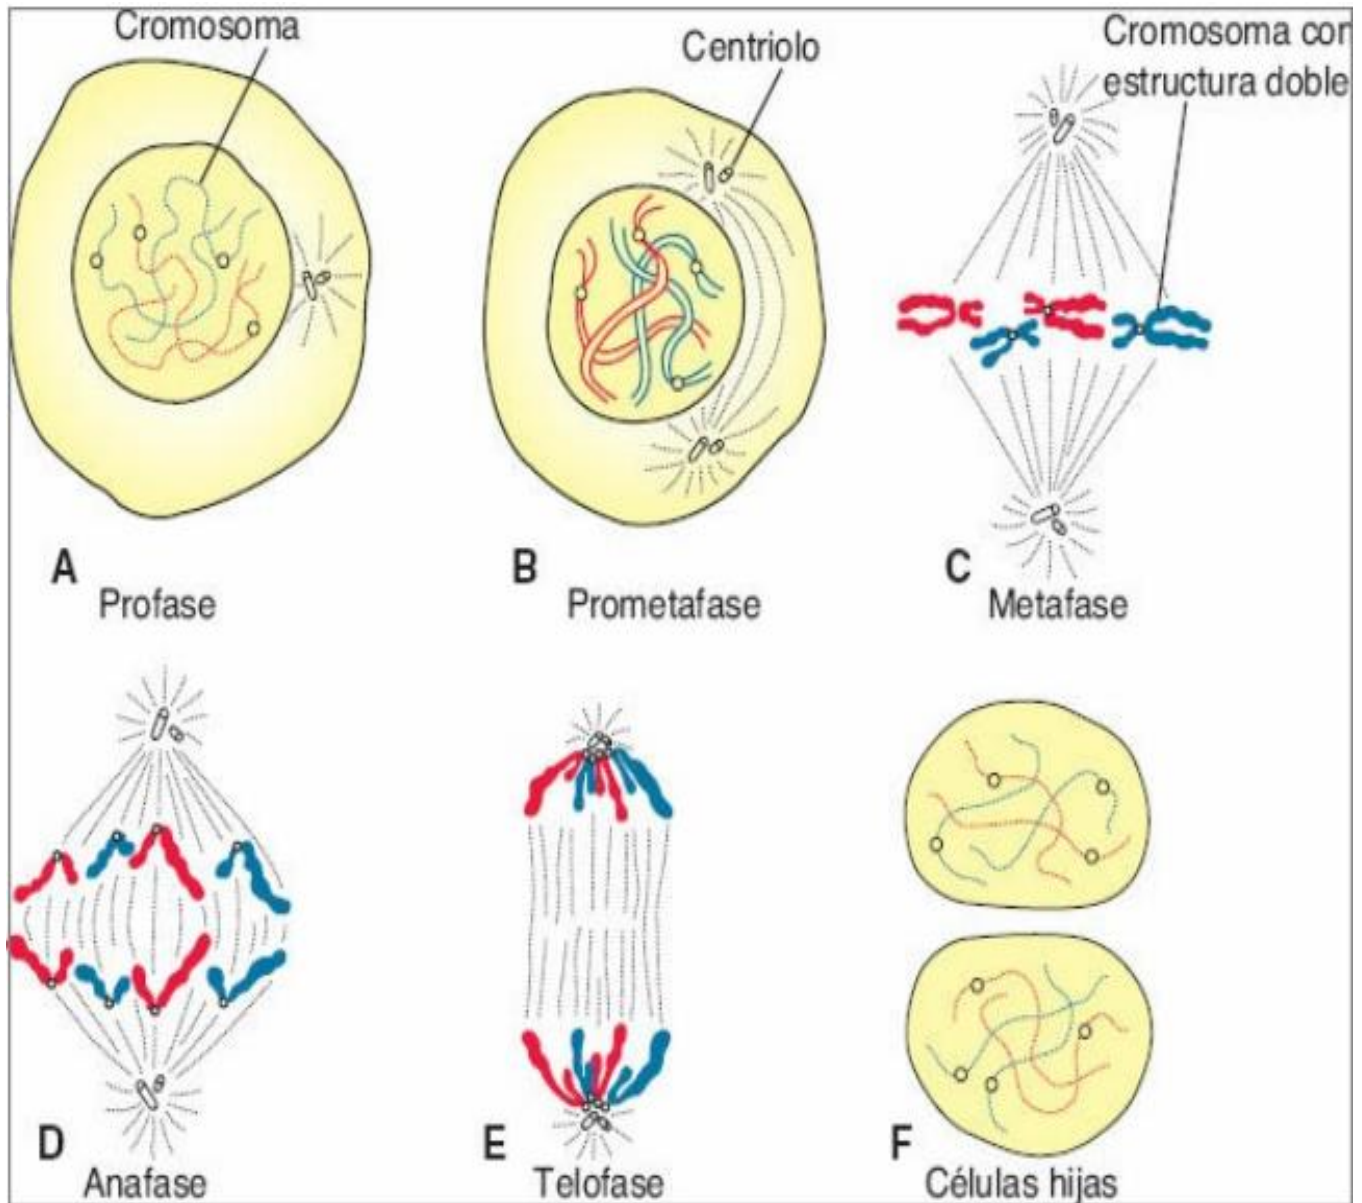 Cromosoma
Centriolo
Cromosoma con
estructura doble
A
Profase
B
Prometafase
C
Metafase
D
Anafase
E
Telofase
F
Células hijas